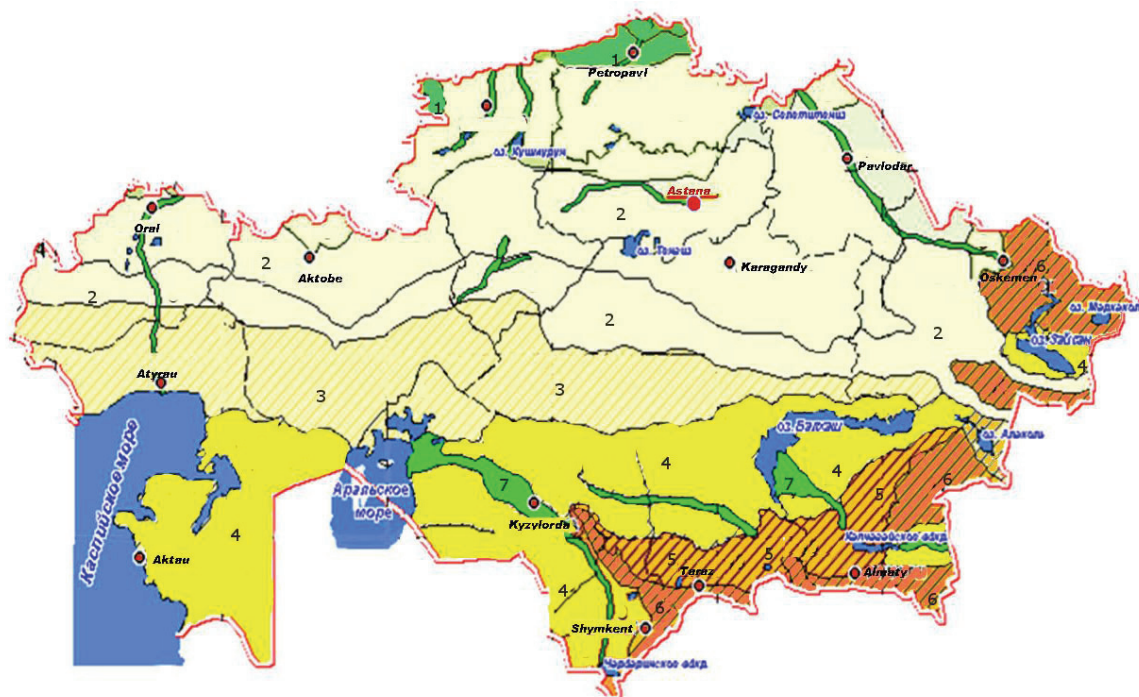 1
Petropavl
1
оз. Селетитениз
оз. Кушмурун
Pavlodar
Astana
2
4
Oral
2
Aktobe
оз. Тенгиз
Karagandy
Oskemen
6
2
2
оз. Маркаколь
2
оз. Зайсан
4
Atyrau
3
3
оз. Балхаш
оз. Алаколь
Каспийское море
4
4
6
7
7
5
Аральское
море
Kyzylorda
4
Капчагайское вдхр
Aktau
5
5
Taraz
Almaty
4
6
6
Shymkent
4
Чардаринское вдхр